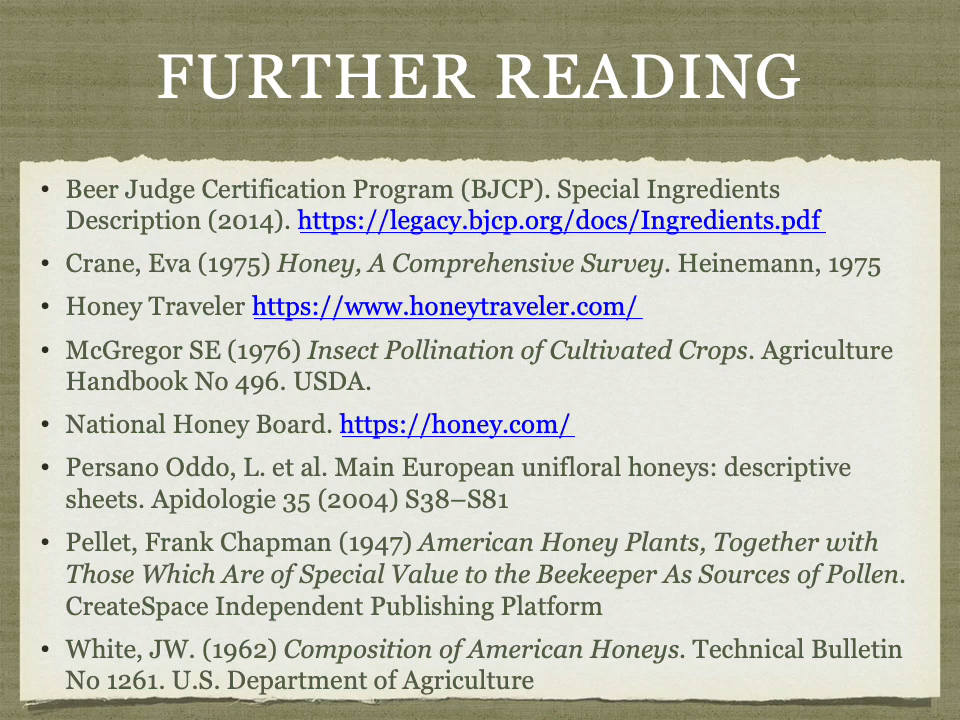 FURTHER READING
• Beer Judge Certification Program (BJCP). Special Ingredients
Description (2014). https://legacy.bjcp.org/docs/Ingredients.pdf
• Crane, Eva (1975) Honey, A Comprehensive Survey. Heinemann, 1975
• Honey Traveler https://www.honeytraveler.com/
• McGregor SE (1976) Insect Pollination of Cultivated Crops. Agriculture
Handbook No 496. USDA.
• National Honey Board. https://honey.com/
• Persano Oddo, L. et al. Main European unifloral honeys: descriptive
sheets. Apidologie 35 (2004) S38–S81
• Pellet, Frank Chapman (1947) American Honey Plants, Together with
Those Which Are of Special Value to the Beekeeper As Sources of Pollen.
CreateSpace Independent Publishing Platform
• White, JW. (1962) Composition of American Honeys. Technical Bulletin
No 1261. U.S. Department of Agriculture